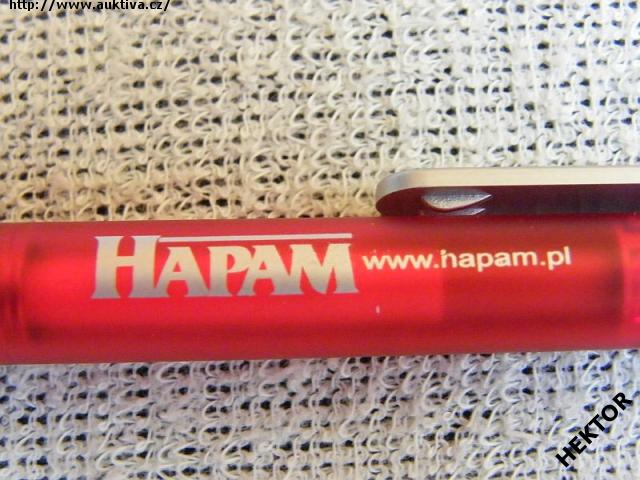 http://www.auktiva.cz/
HAPAM www.hapam.pl
HEKTOR